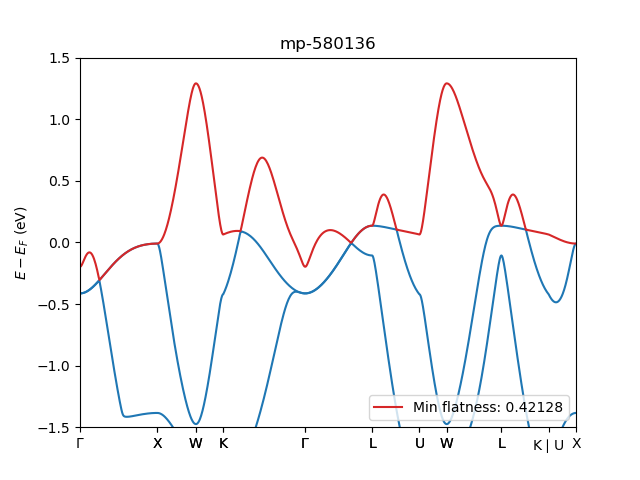 mp-580136
E − E_F (eV)
1.5
1.0
0.5
0.0
−0.5
−1.0
−1.5
Min flatness: 0.42128
Γ X W K Γ L U W L K | U X